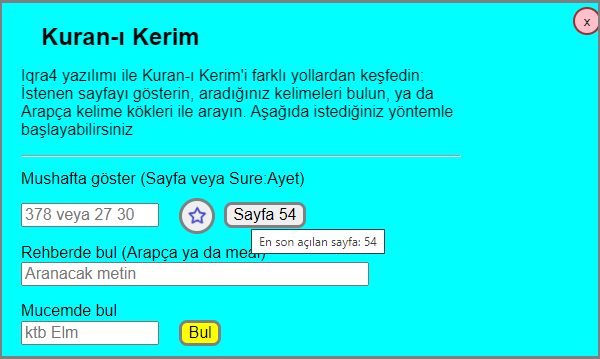 x
Kuran-ı Kerim
Iqra4 yazılımı ile Kuran-ı Kerim'i farklı yollardan keşfedin:
İstenen sayfayı gösterin, aradığınız kelimeleri bulun, ya da
Arapça kelime kökleri ile arayın. Aşağıda istediğiniz yöntemle
başlayabilirsiniz
Mushafta göster (Sayfa veya Sure:Ayet)
378 veya 27 30 Sayfa 54
En son açılan sayfa: 54
Rehberde bul (Arapça ya da meal)
Aranacak metin
Mucemde bul
ktb Elm Bul